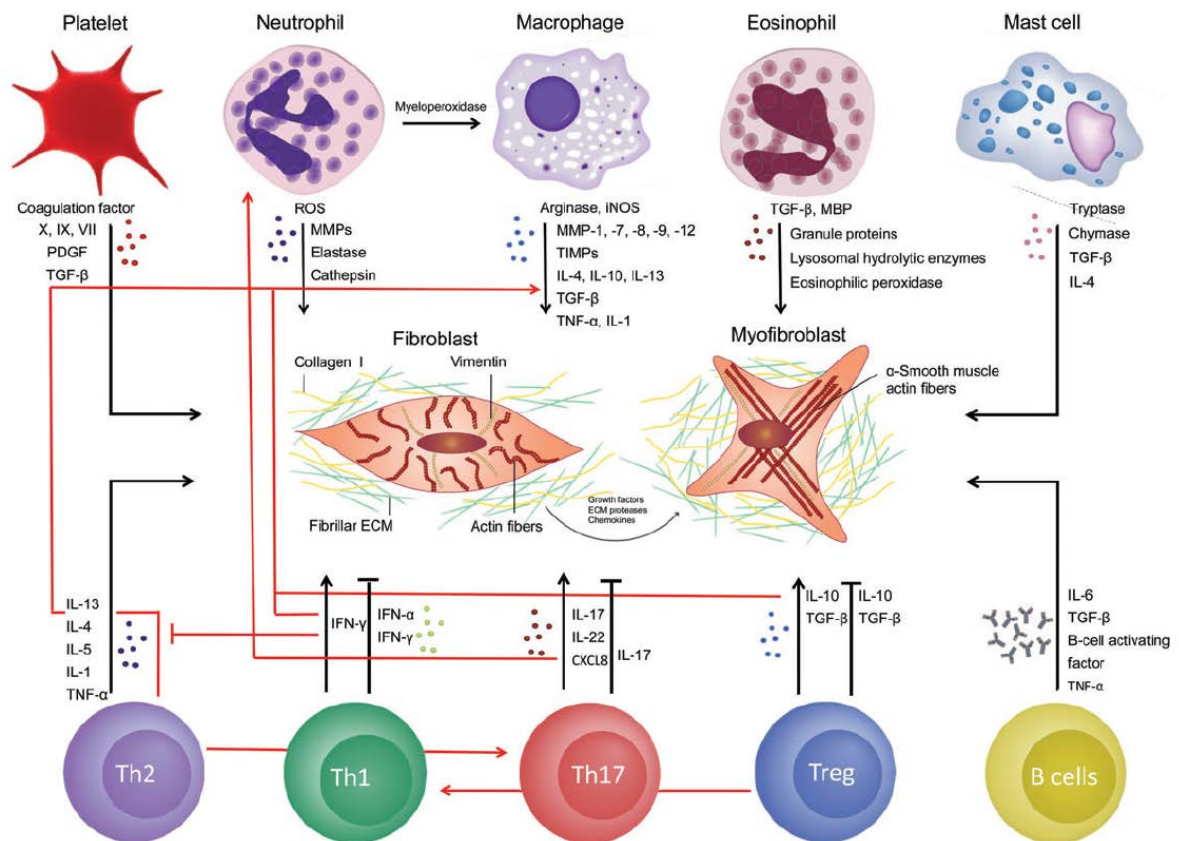 Platelet
Neutrophil
Macrophage
Eosinophil
Mast cell
Myeloperoxidase
Coagulation factor
X, IX, VII
PDGF
TGF-β
ROS
MMPs
Elastase
Cathepsin
Arginase, iNOS
MMP-1, -7, -8, -9, -12
TIMPs
IL-4, IL-10, IL-13
TGF-β
TNF-α, IL-1
TGF-β, MBP
Granule proteins
Lysosomal hydrolytic enzymes
Eosinophilic peroxidase
Tryptase
Chymase
TGF-β
IL-4
Fibroblast
Collagen I
Vimentin
Fibrillar ECM
Actin fibers
Growth factors
ECM proteases
Chemokines
Myofibroblast
α-Smooth muscle
actin fibers
IL-13
IL-4
IL-5
IL-1
TNF-α
IFN-γ
IFN-α
IFN-γ
IL-17
IL-22
CXCL8
IL-17
IL-10
TGF-β
IL-10
TGF-β
IL-6
TGF-β
B-cell activating
factor
TNF-α
Th2
Th1
Th17
Treg
B cells